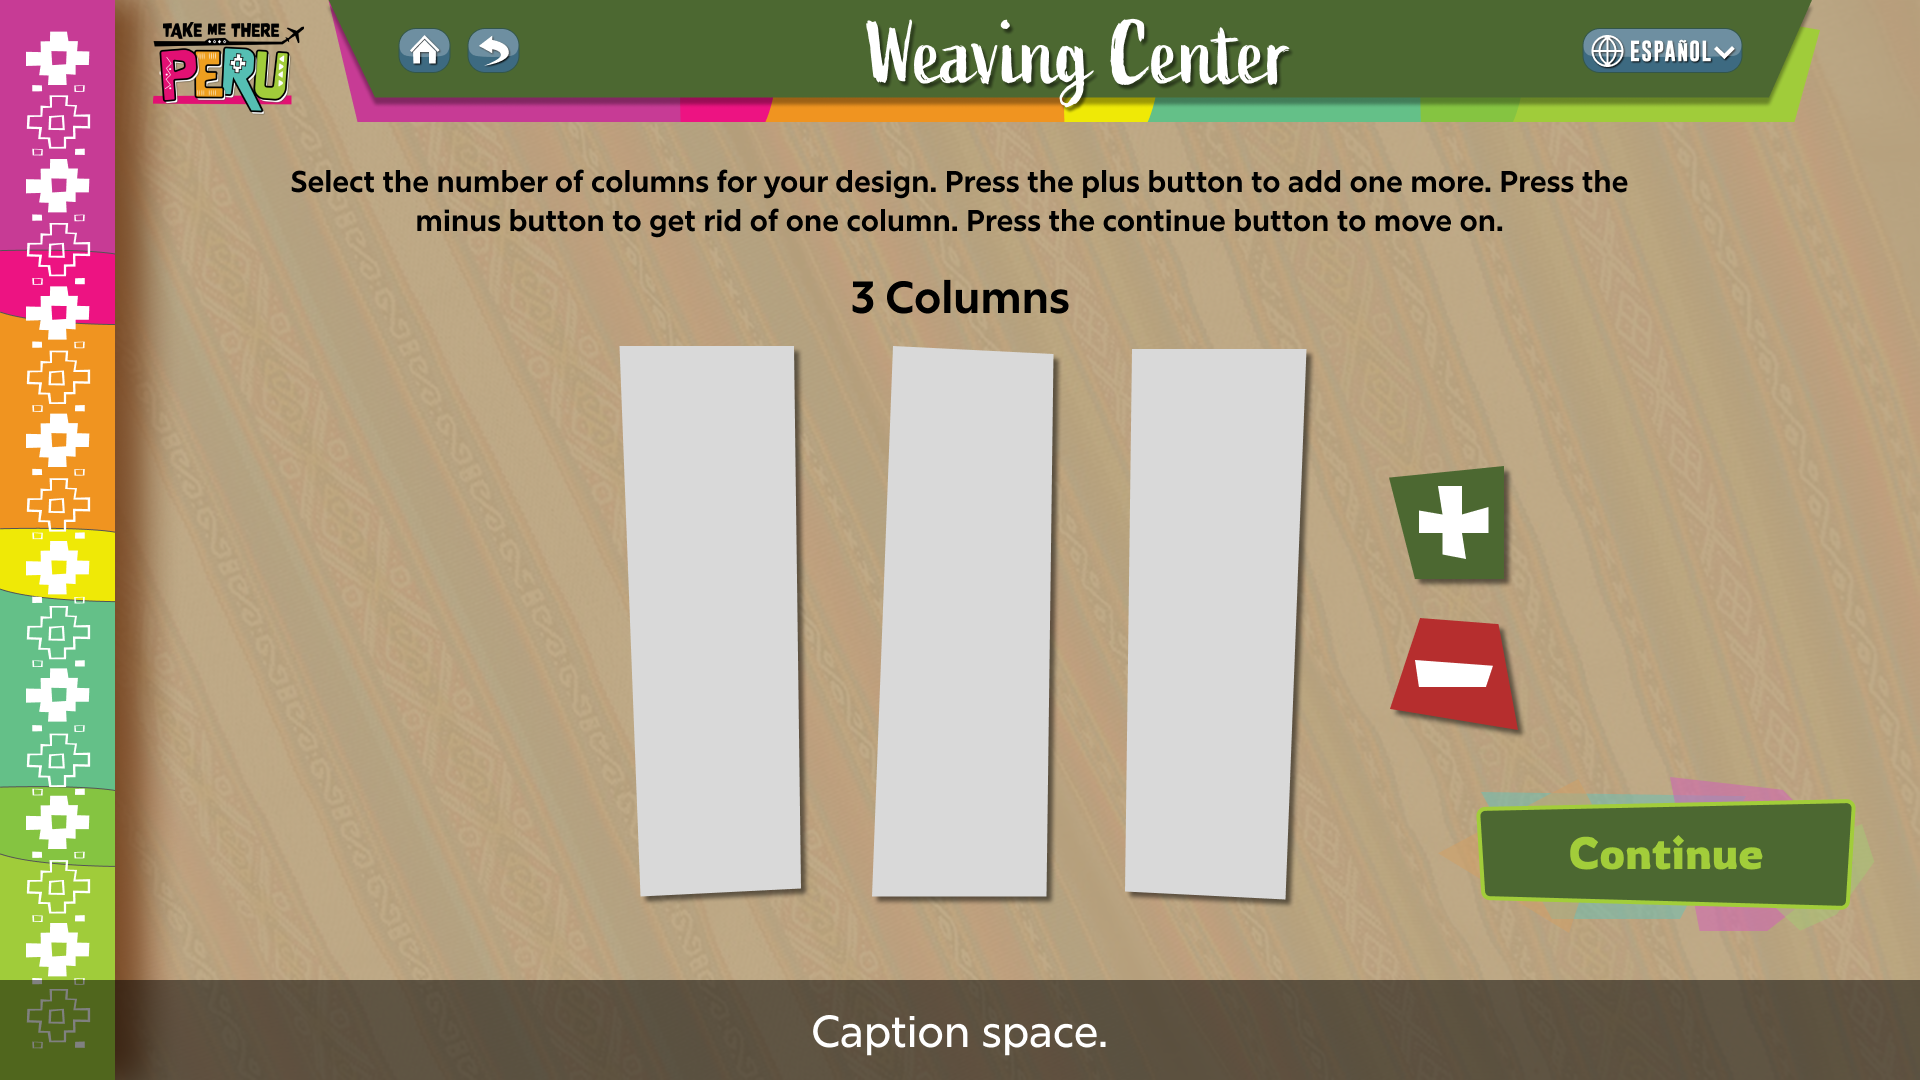 TAKE ME THERE
PERU
Weaving Center
ESPAÑOL
Select the number of columns for your design. Press the plus button to add one more. Press the
minus button to get rid of one column. Press the continue button to move on.
3 Columns
Continue
Caption space.